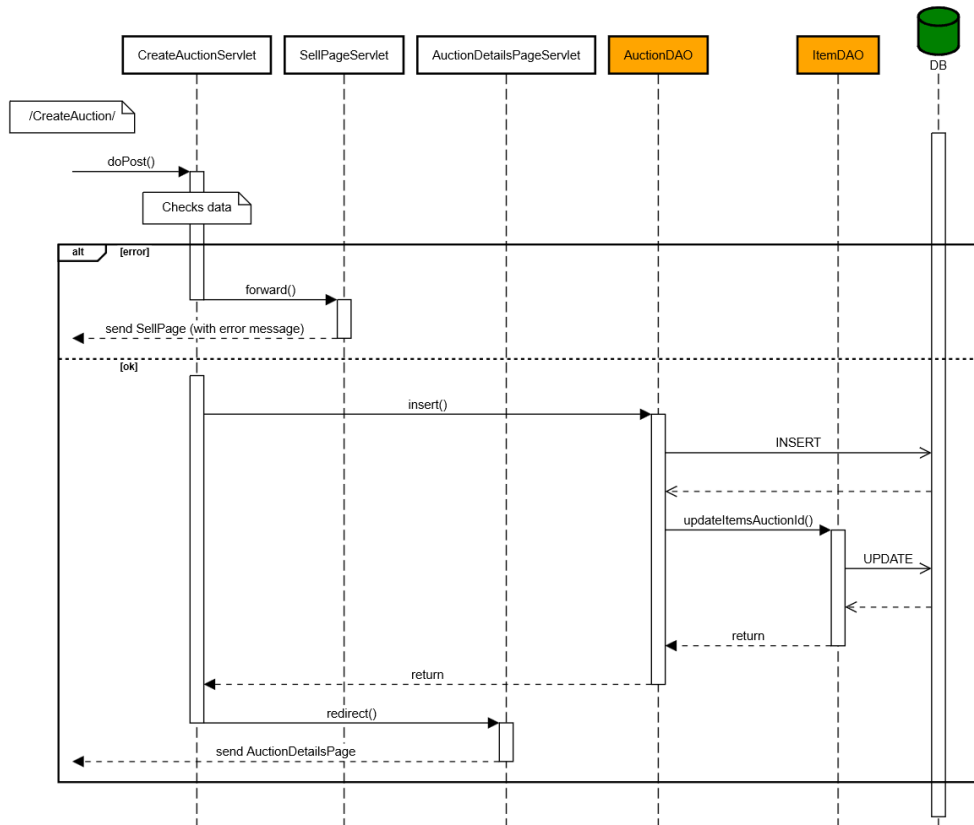 CreateAuctionServlet
SellPageServlet
AuctionDetailsPageServlet
AuctionDAO
ItemDAO
DB
/CreateAuction/
doPost()
Checks data
alt
[error]
forward()
send SellPage (with error message)
[ok]
insert()
INSERT
updateItemsAuctionId()
UPDATE
return
return
redirect()
send AuctionDetailsPage